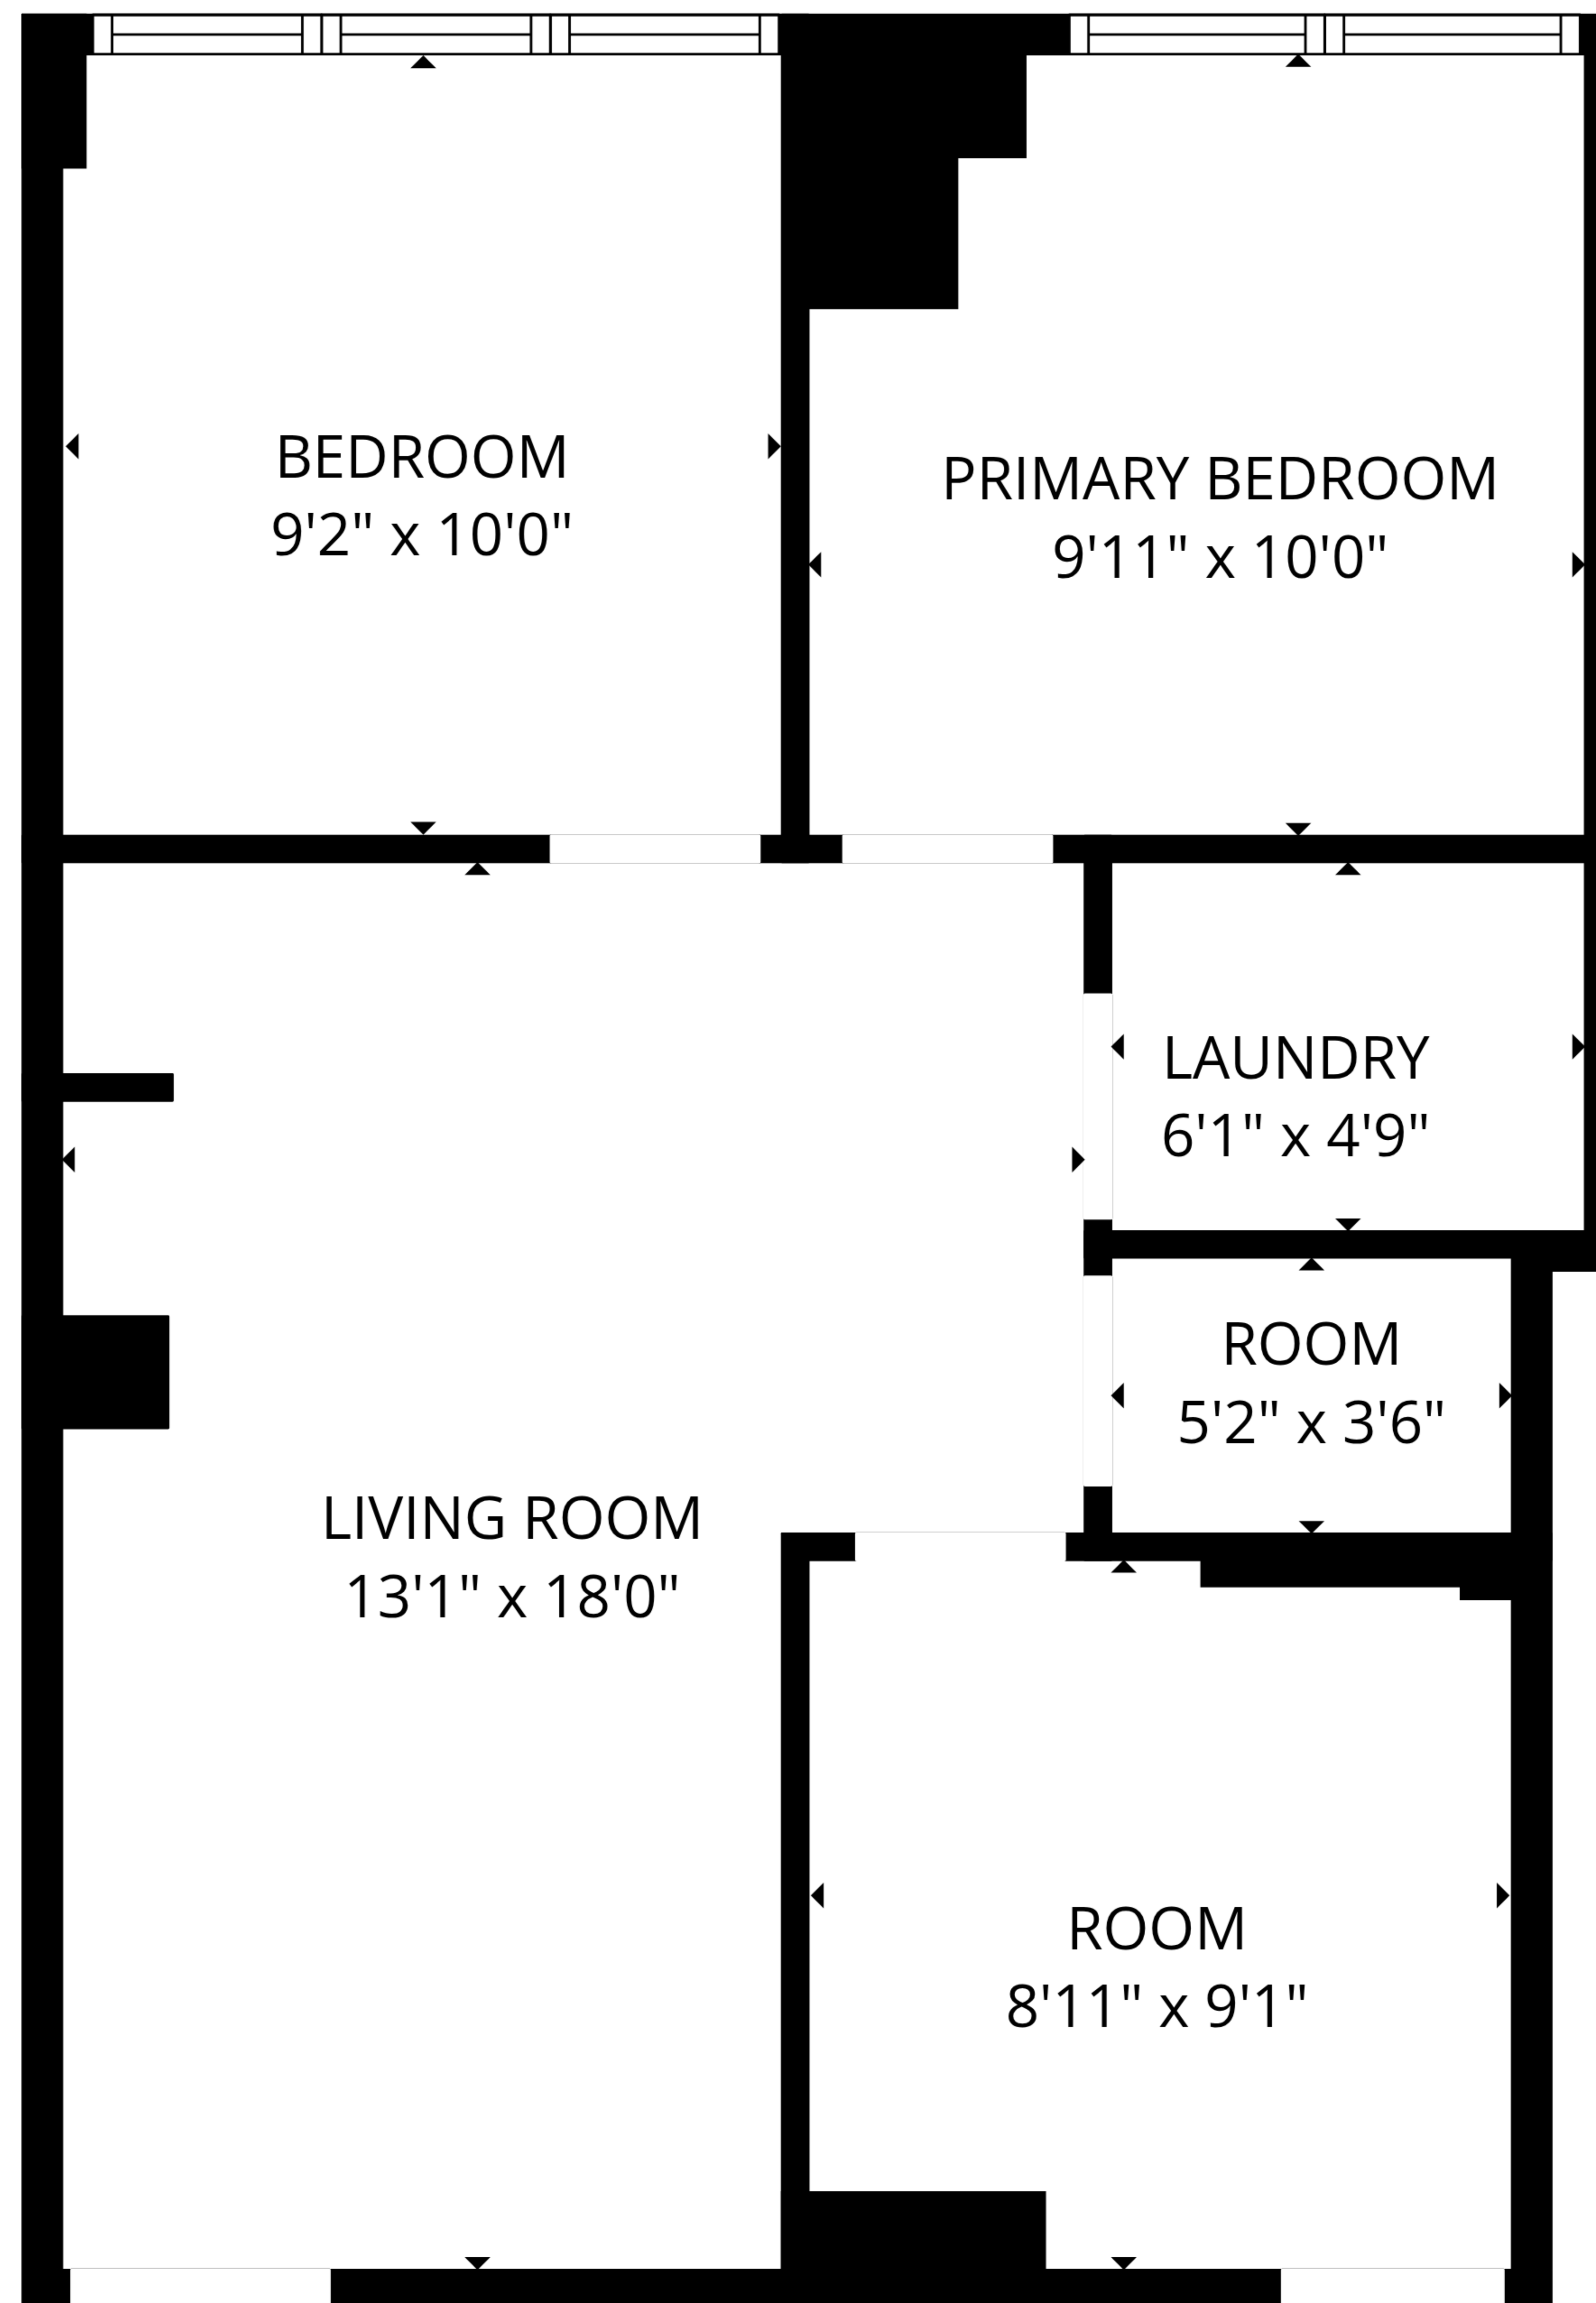 BEDROOM
9'2" x 10'0"
PRIMARY BEDROOM
9'11" x 10'0"
LAUNDRY
6'1" x 4'9"
ROOM
5'2" x 3'6"
LIVING ROOM
13'1" x 18'0"
ROOM
8'11" x 9'1"